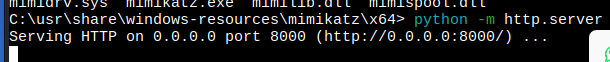 mimidrv.sys mimikatz.exe mimilib.dll mimispool.dll
C:\usr\share\windows-resources\mimikatz\x64> python -m http.server
Serving HTTP on 0.0.0.0 port 8000 (http://0.0.0.0:8000/) ...